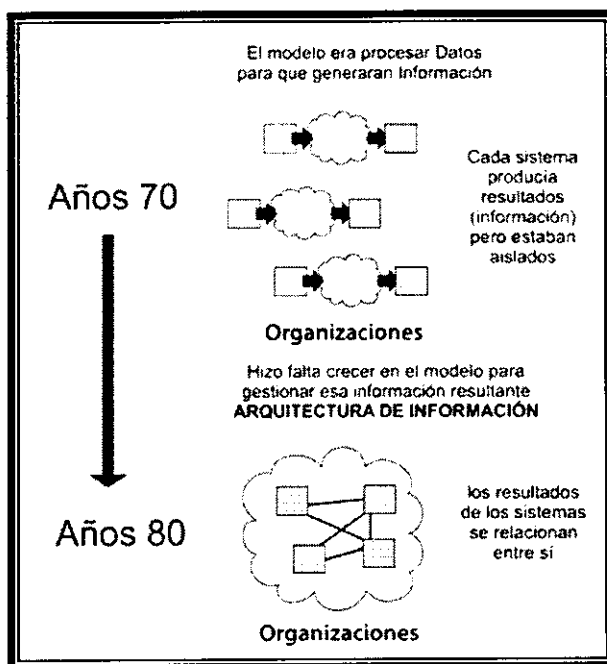 El modelo era procesar Datos
para que generaran Información
Años 70
Cada sistema
producia
resultados
(información)
pero estaban
aislados
Organizaciones
Hizo falta crecer en el modelo para
gestionar esa información resultante
ARQUITECTURA DE INFORMACIÓN
Años 80
los resultados
de los sistemas
se relacionan
entre sí
Organizaciones